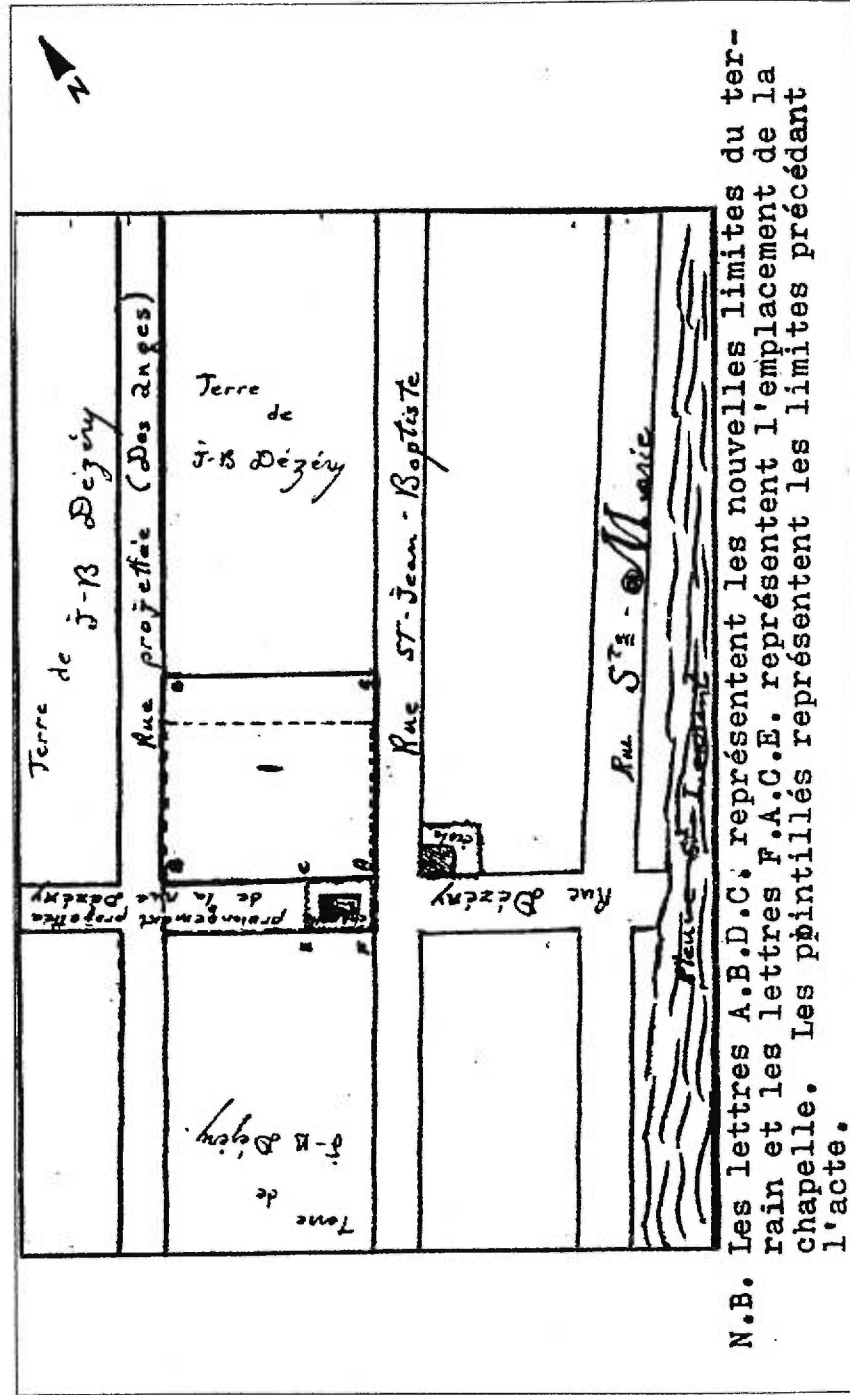 N
Terre
de
J-B Dézéry
Rue projettée (Des anges)
Terre
de
J-B Dézéry
B
D
A
C
prolongement projettée
de la rue Dézéry
C
E
F
Terre
de
J-B Dézéry
Rue ST-Jean-Baptiste
école
Rue Dézéry
Rue STE-Marie
Fleuve St-Laurent
N.B. Les lettres A.B.D.C. représentent les nouvelles limites du ter-
rain et les lettres F.A.C.E. représentent l'emplacement de la
chapelle. Les pointillés représentent les limites précédant
l'acte.